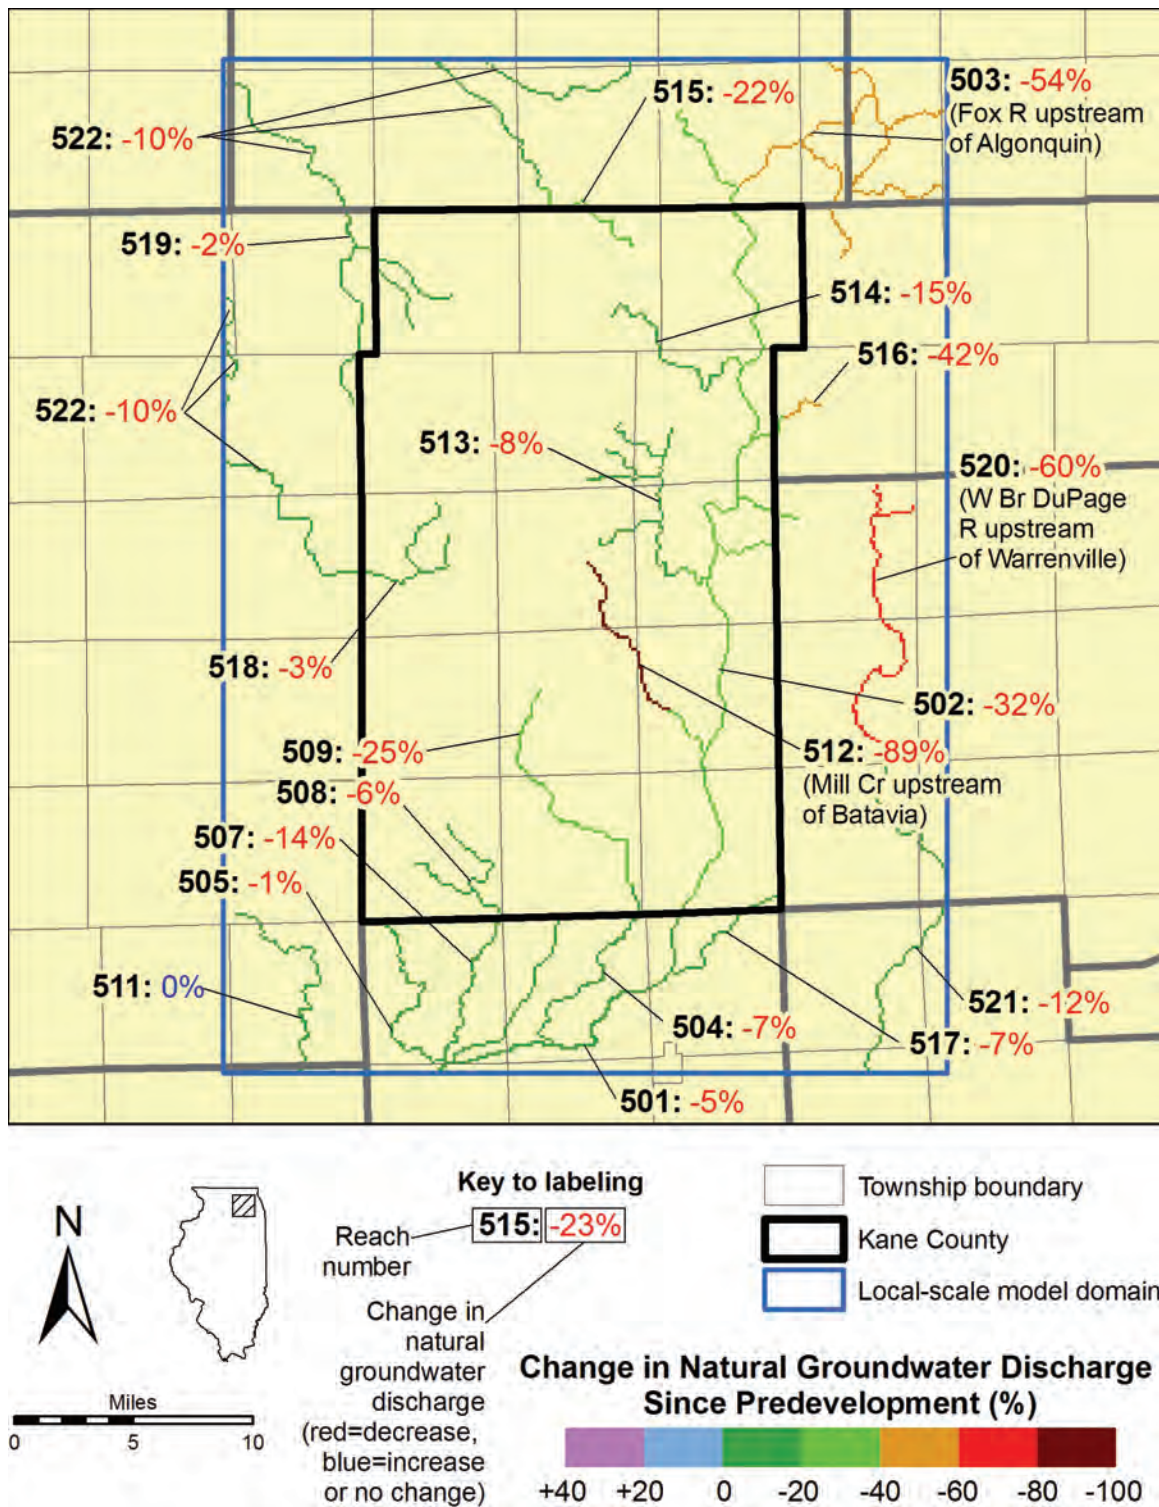 503: -54%
(Fox R upstream
of Algonquin)
515: -22%
522: -10%
519: -2%
514: -15%
516: -42%
522: -10%
513: -8%
520: -60%
(W Br DuPage
R upstream
of Warrenville)
518: -3%
502: -32%
509: -25%
512: -89%
(Mill Cr upstream
of Batavia)
508: -6%
507: -14%
505: -1%
511: 0%
521: -12%
504: -7%
517: -7%
501: -5%
N
Miles
0 5 10
Key to labeling
515: -23%
Reach
number
Change in
natural
groundwater
discharge
(red=decrease,
blue=increase
or no change)
Township boundary
Kane County
Local-scale model domain
Change in Natural Groundwater Discharge
Since Predevelopment (%)
+40 +20 0 -20 -40 -60 -80 -100